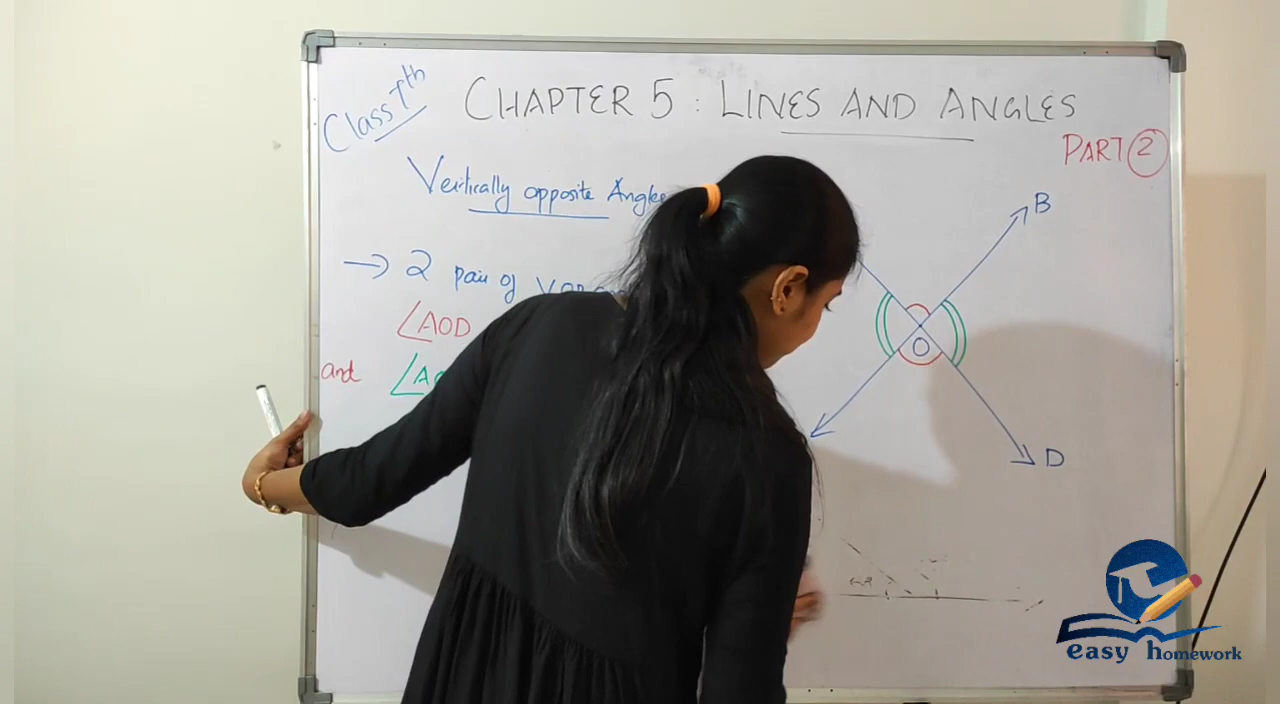 Class 7th
CHAPTER 5 : LINES AND ANGLES
PART 2
Vertically opposite Angles
B
→ 2 pair of
∠AOD
O
and
D
easy homework